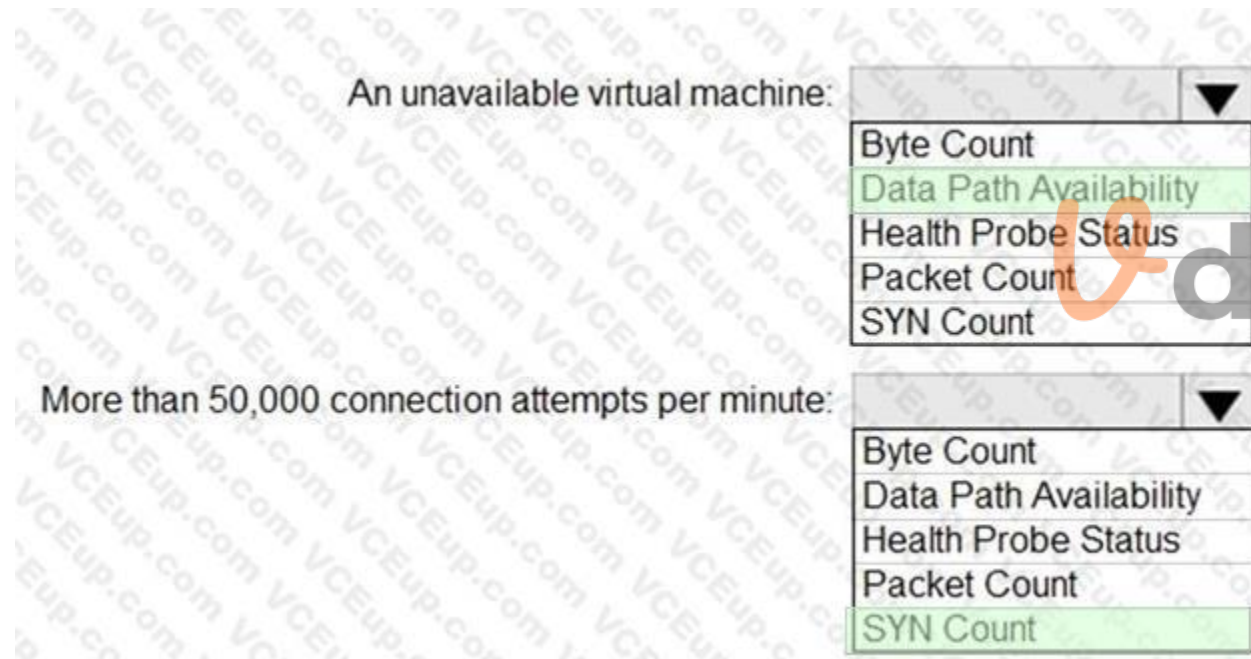 An unavailable virtual machine:
Byte Count
Data Path Availability
Health Probe Status
Packet Count
SYN Count
More than 50,000 connection attempts per minute:
Byte Count
Data Path Availability
Health Probe Status
Packet Count
SYN Count